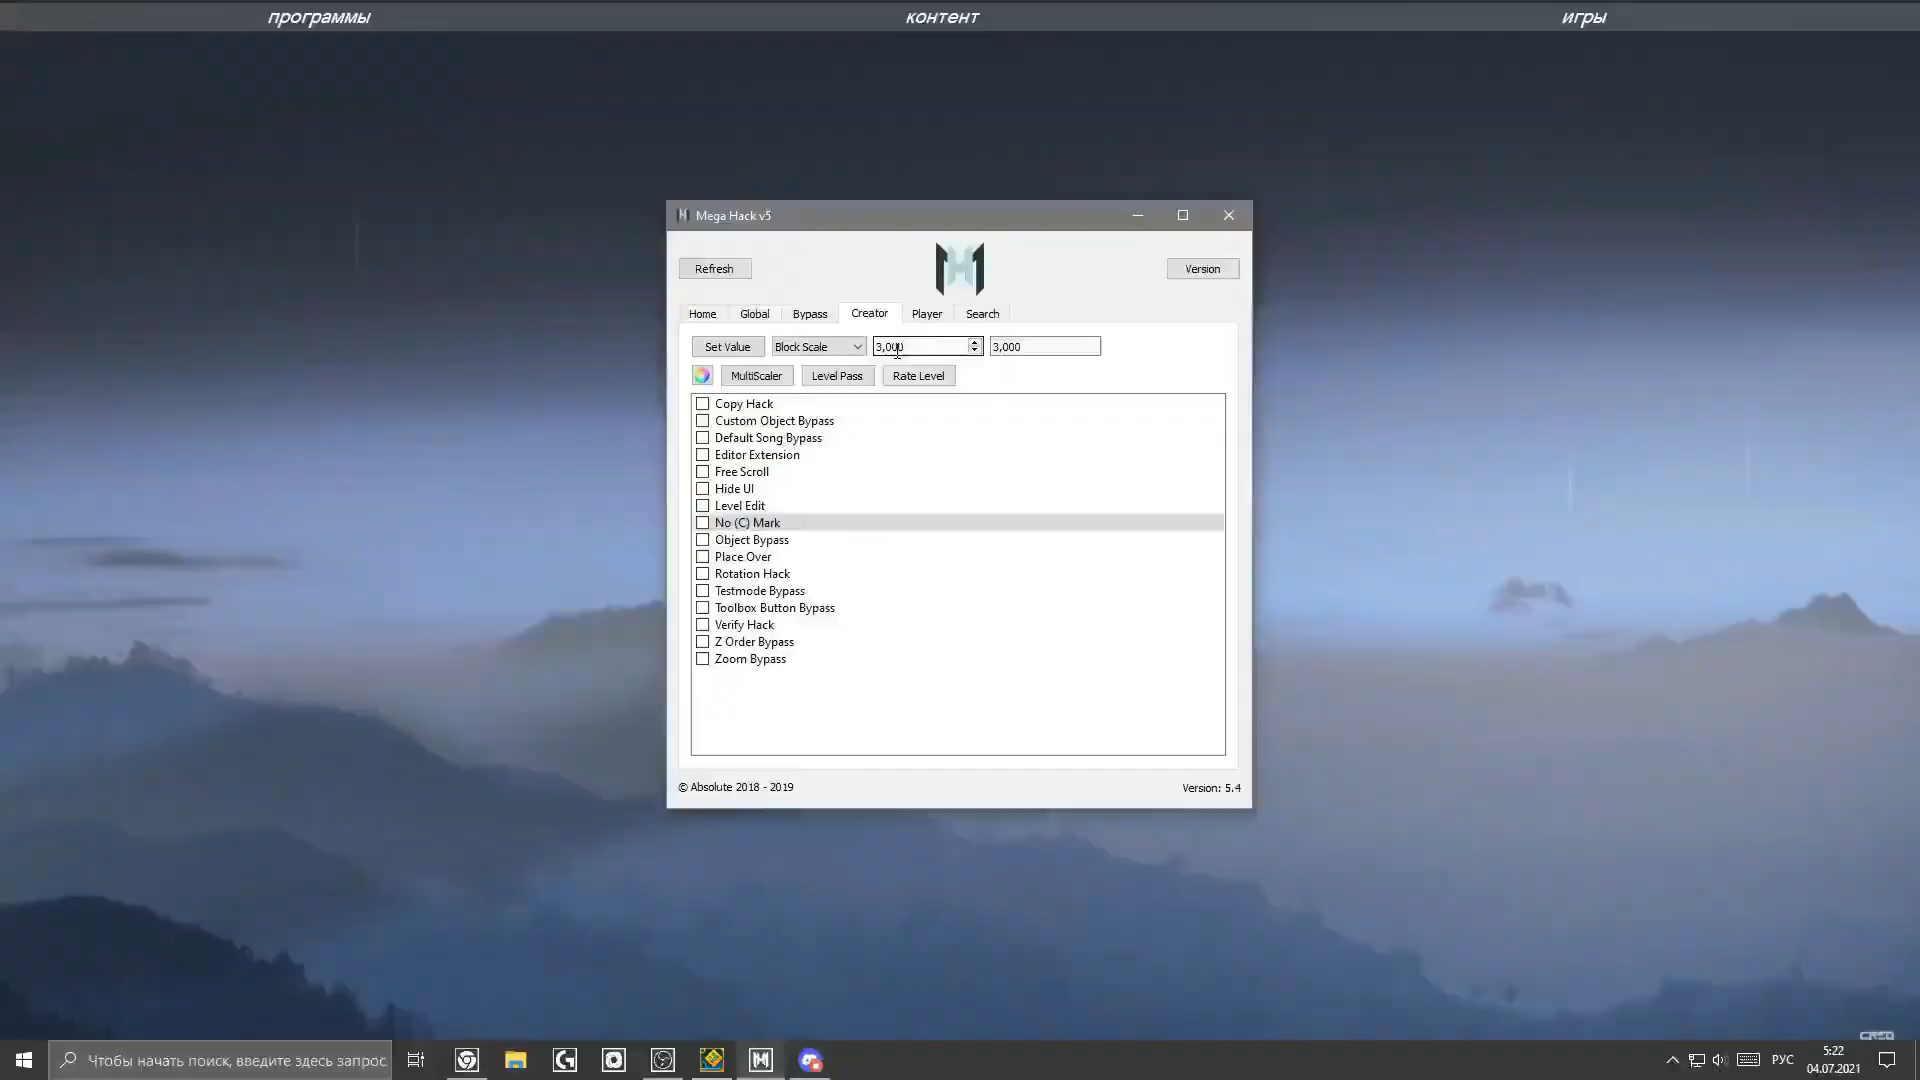 программы контент игры
Mega Hack v5
Refresh Version
Home Global Bypass Creator Player Search
Set Value Block Scale 3,000 3,000
MultiScaler Level Pass Rate Level
Copy Hack
Custom Object Bypass
Default Song Bypass
Editor Extension
Free Scroll
Hide UI
Level Edit
No (C) Mark
Object Bypass
Place Over
Rotation Hack
Testmode Bypass
Toolbox Button Bypass
Verify Hack
Z Order Bypass
Zoom Bypass
© Absolute 2018 - 2019 Version: 5.4
Чтобы начать поиск, введите здесь запрос
РУС
5:22
04.07.2021